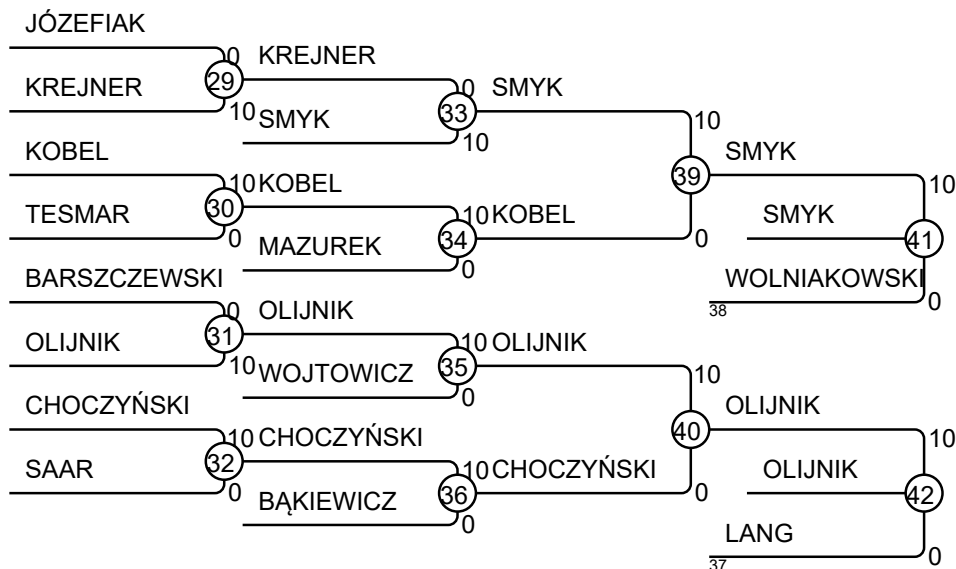 JÓZEFIAK
0
KREJNER
29
KREJNER
0
SMYK
10
SMYK
33
10
10
KOBEL
SMYK
39
10
10
KOBEL
TESMAR
30
10
KOBEL
SMYK
0
MAZUREK
34
0
41
BARSZCZEWSKI
0
WOLNIAKOWSKI
0
OLIJNIK
38
0
31
OLIJNIK
10
OLIJNIK
10
WOJTOWICZ
35
10
CHOCZYŃSKI
0
OLIJNIK
10
CHOCZYŃSKI
40
10
SAAR
32
10
CHOCZYŃSKI
OLIJNIK
0
BĄKIEWICZ
36
0
42
0
LANG
0
37